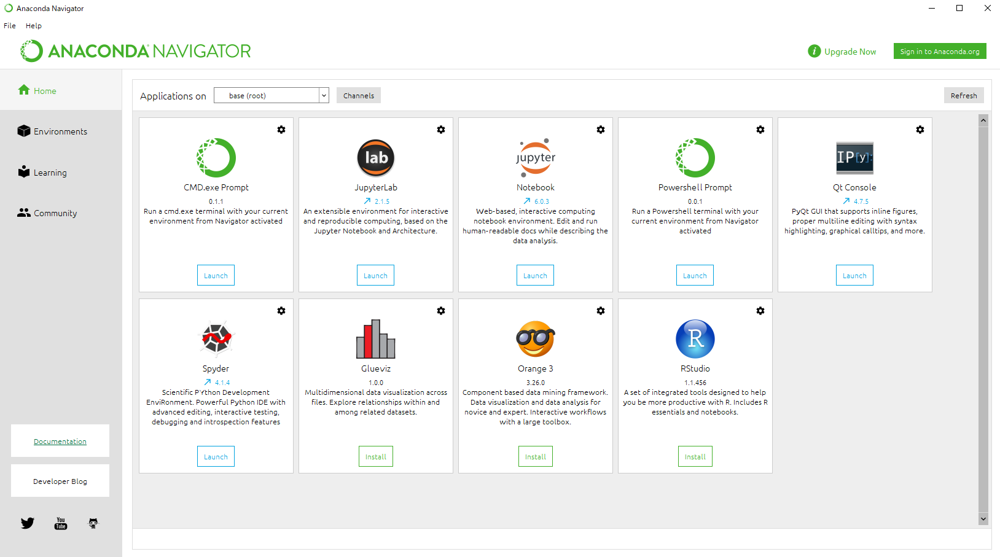 Anaconda Navigator
File Help
ANACONDA NAVIGATOR
i Upgrade Now
Sign in to Anaconda.org
Home
Environments
Learning
Community
Documentation
Developer Blog
You
Tube
Applications on
base (root)
Channels
Refresh
CMD.exe Prompt
0.1.1
Run a cmd.exe terminal with your current
environment from Navigator activated
Launch
lab
JupyterLab
2.1.5
An extensible environment for interactive
and reproducible computing, based on the
Jupyter Notebook and Architecture.
Launch
jupyter
Notebook
6.0.3
Web-based, interactive computing
notebook environment. Edit and run
human-readable docs while describing the
data analysis.
Launch
Powershell Prompt
0.0.1
Run a Powershell terminal with your
current environment from Navigator
activated
Launch
IP[y]:
Qt Console
4.7.5
PyQt GUI that supports inline figures,
proper multiline editing with syntax
highlighting, graphical calltips, and more.
Launch
Spyder
4.1.4
Scientific PYthon Development
EnviRonment. Powerful Python IDE with
advanced editing, interactive testing,
debugging and introspection features
Launch
Glueviz
1.0.0
Multidimensional data visualization across
files. Explore relationships within and
among related datasets.
Install
Orange 3
3.26.0
Component based data mining framework.
Data visualization and data analysis for
novice and expert. Interactive workflows
with a large toolbox.
Install
R
RStudio
1.1.456
A set of integrated tools designed to help
you be more productive with R. Includes R
essentials and notebooks.
Install